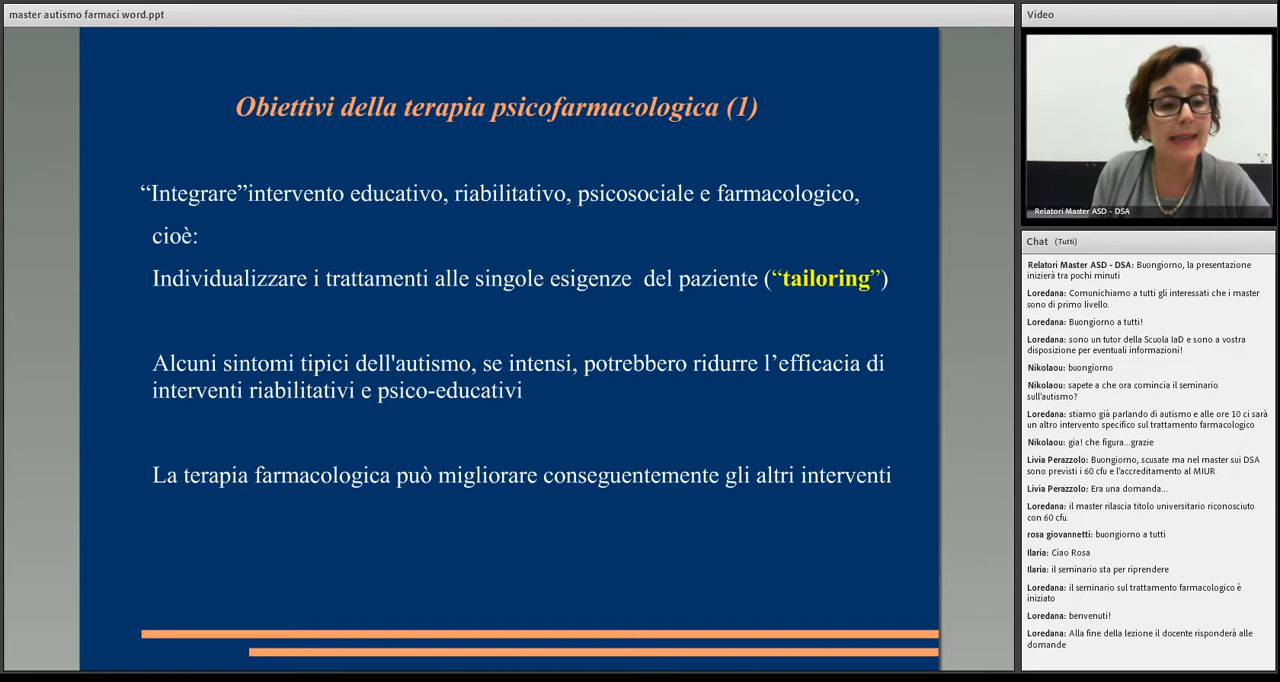 master autismo farmaci word.ppt
Obiettivi della terapia psicofarmacologica (1)
“Integrare”intervento educativo, riabilitativo, psicosociale e farmacologico,
cioè:
Individualizzare i trattamenti alle singole esigenze  del paziente (“tailoring”)
Alcuni sintomi tipici dell'autismo, se intensi, potrebbero ridurre l’efficacia di
interventi riabilitativi e psico-educativi
La terapia farmacologica può migliorare conseguentemente gli altri interventi
Video
Relatori Master ASD - DSA
Chat (Tutti)
Relatori Master ASD - DSA: Buongiorno, la presentazione
inizierà tra pochi minuti
Loredana: Comunichiamo a tutti gli interessati che i master
sono di primo livello.
Loredana: Buongiorno a tutti!
Loredana: sono un tutor della Scuola IaD e sono a vostra
disposizione per eventuali informazioni!
Nikolaou: buongiorno
Nikolaou: sapete a che ora comincia il seminario
sull'autismo?
Loredana: stiamo già parlando di autismo e alle ore 10 ci sarà
un altro intervento specifico sul trattamento farmacologico
Nikolaou: gia! che figura...grazie
Livia Perazzolo: Buongiorno, scusate ma nel master sui DSA
sono previsti i 60 cfu e l'accreditamento al MIUR
Livia Perazzolo: Era una domanda...
Loredana: il master rilascia titolo universitario riconosciuto
con 60 cfu.
rosa giovannetti: buongiorno a tutti
Ilaria: Ciao Rosa
Ilaria: il seminario sta per riprendere
Loredana: il seminario sul trattamento farmacologico è
iniziato
Loredana: benvenuti!
Loredana: Alla fine della lezione il docente risponderà alle
domande